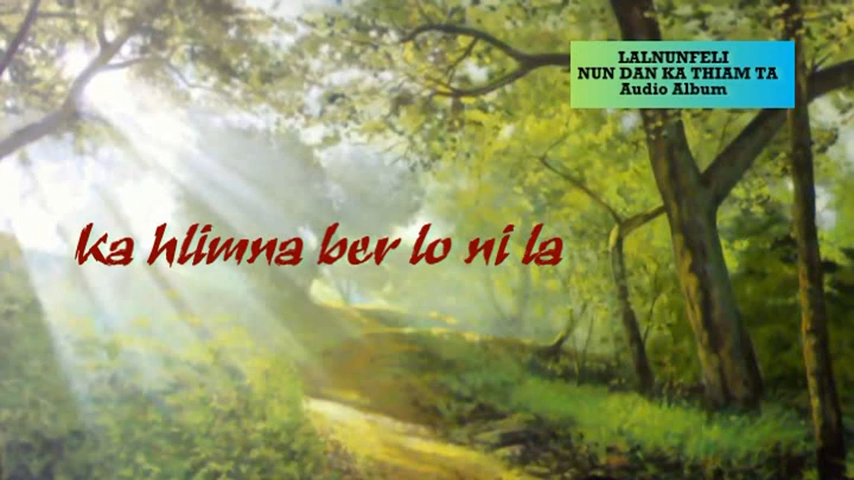 LALNUNFELI
NUN DAN KA THIAM TA
Audio Album
ka hlimna ber lo ni la